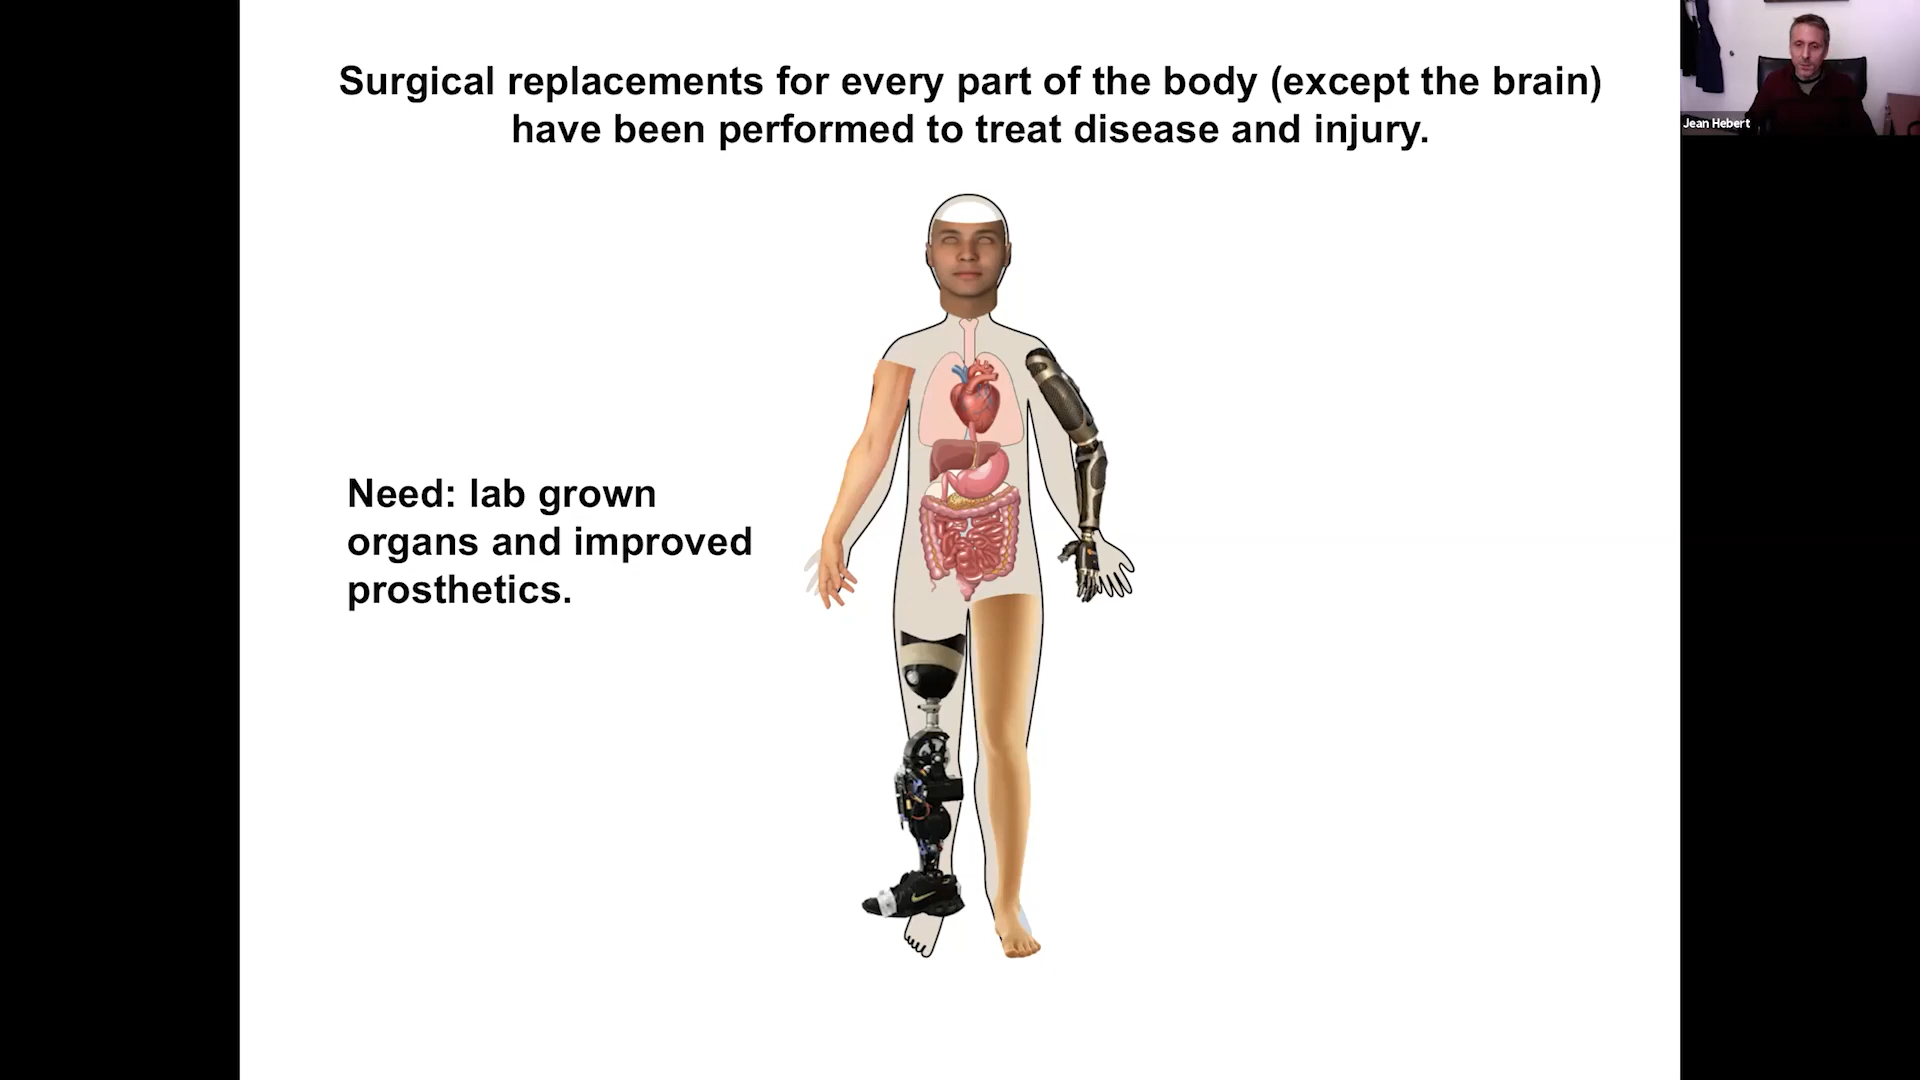 Surgical replacements for every part of the body (except the brain)
have been performed to treat disease and injury.
Jean Hebert
Need: lab grown
organs and improved
prosthetics.